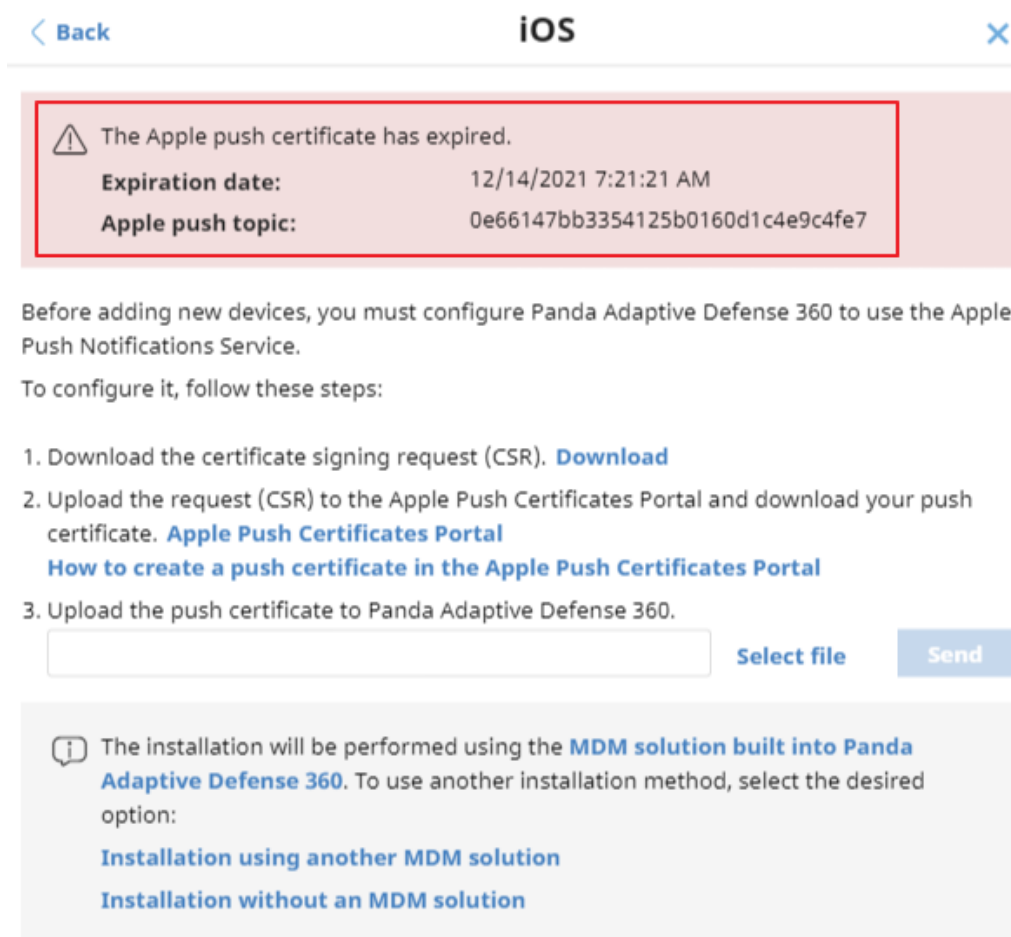 Back
iOS
The Apple push certificate has expired.
Expiration date: 12/14/2021 7:21:21 AM
Apple push topic: 0e66147bb3354125b0160d1c4e9c4fe7
Before adding new devices, you must configure Panda Adaptive Defense 360 to use the Apple
Push Notifications Service.
To configure it, follow these steps:
1. Download the certificate signing request (CSR). Download
2. Upload the request (CSR) to the Apple Push Certificates Portal and download your push
certificate. Apple Push Certificates Portal
How to create a push certificate in the Apple Push Certificates Portal
3. Upload the push certificate to Panda Adaptive Defense 360.
Select file Send
The installation will be performed using the MDM solution built into Panda
Adaptive Defense 360. To use another installation method, select the desired
option:
Installation using another MDM solution
Installation without an MDM solution